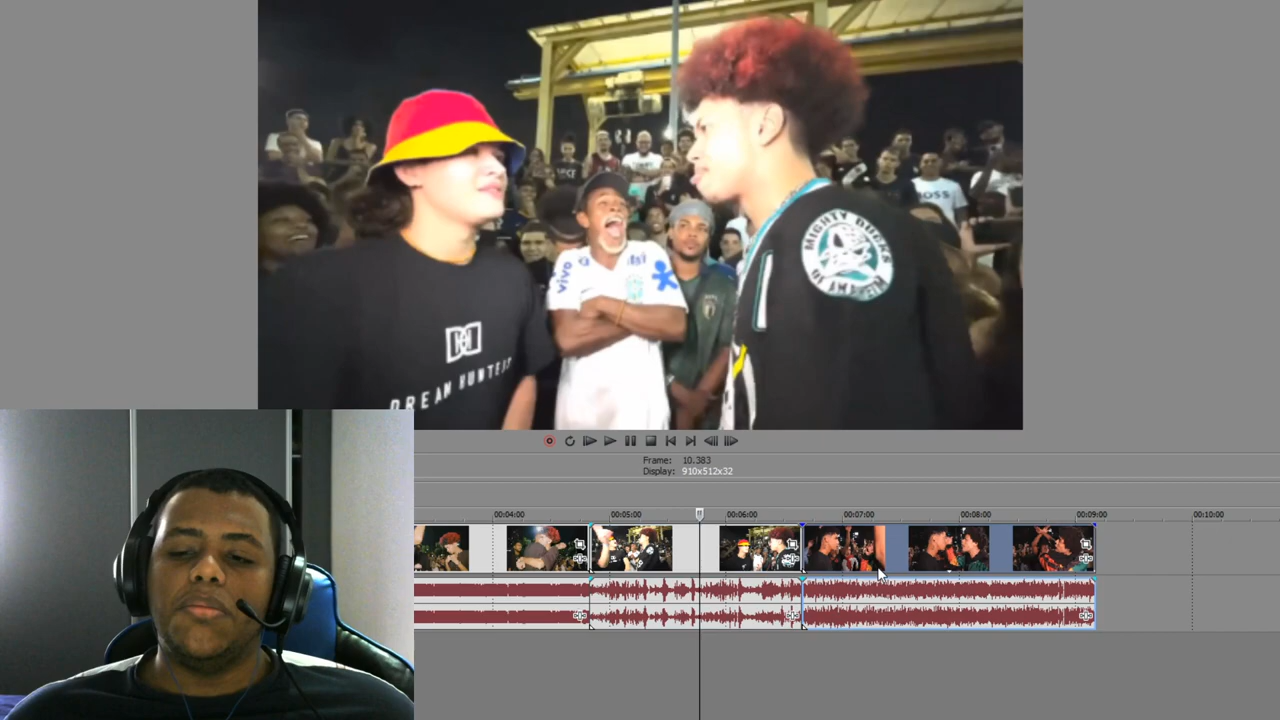 BOSS
MIGHTY DUCKS
OF ANAHEIM
vivo
DREAM HUNTERS
Frame: 10.383
Display: 910x512x32
00:04:00
00:05:00
00:06:00
00:07:00
00:08:00
00:09:00
00:10:00